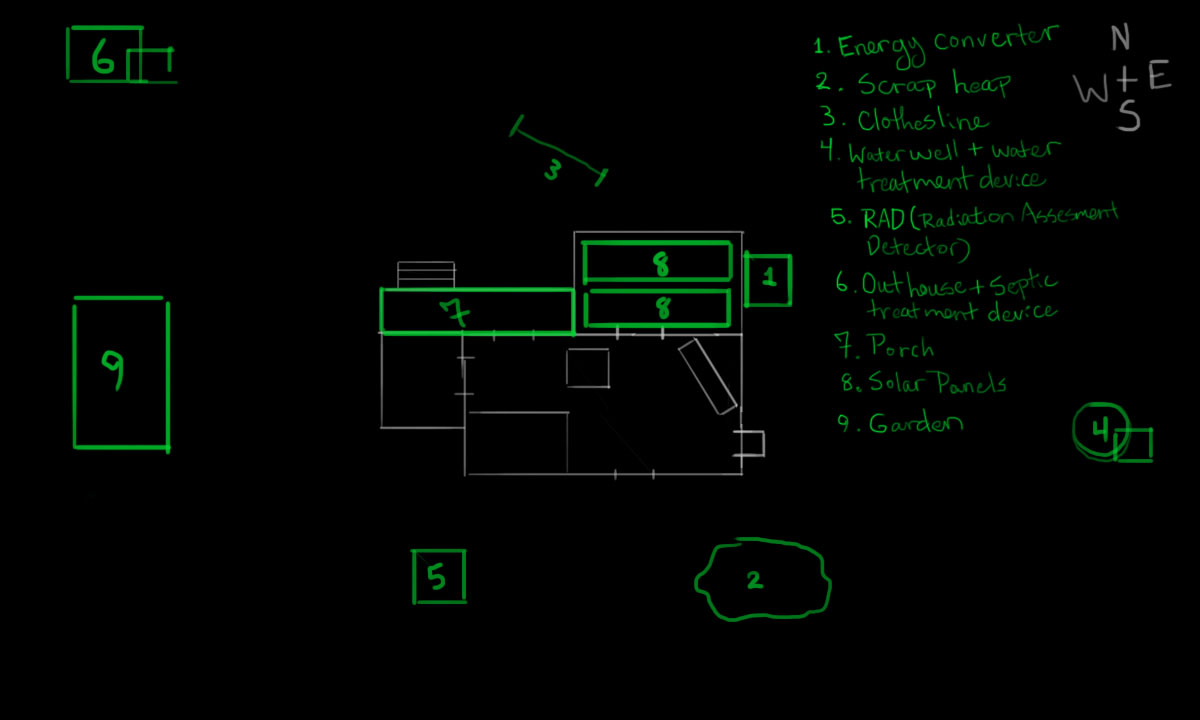 6
3
8
1
8
7
9
5
2
4
1. Energy converter
2. Scrap heap
3. Clothesline
4. Waterwell + water
treatment device
5. RAD (Radiation Assesment
Detector)
6. Outhouse + Septic
treatment device
7. Porch
8. Solar Panels
9. Garden
N
W + E
S